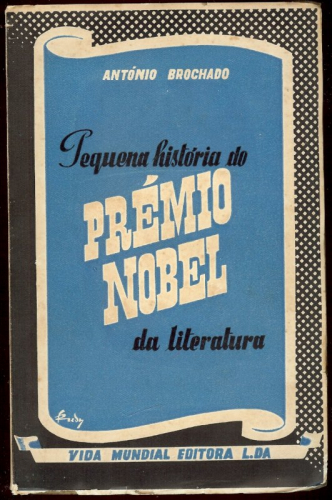 ANTÓNIO BROCHADO
Pequena história do
PRÉMIO
NOBEL
da literatura
VIDA MUNDIAL EDITORA L.DA